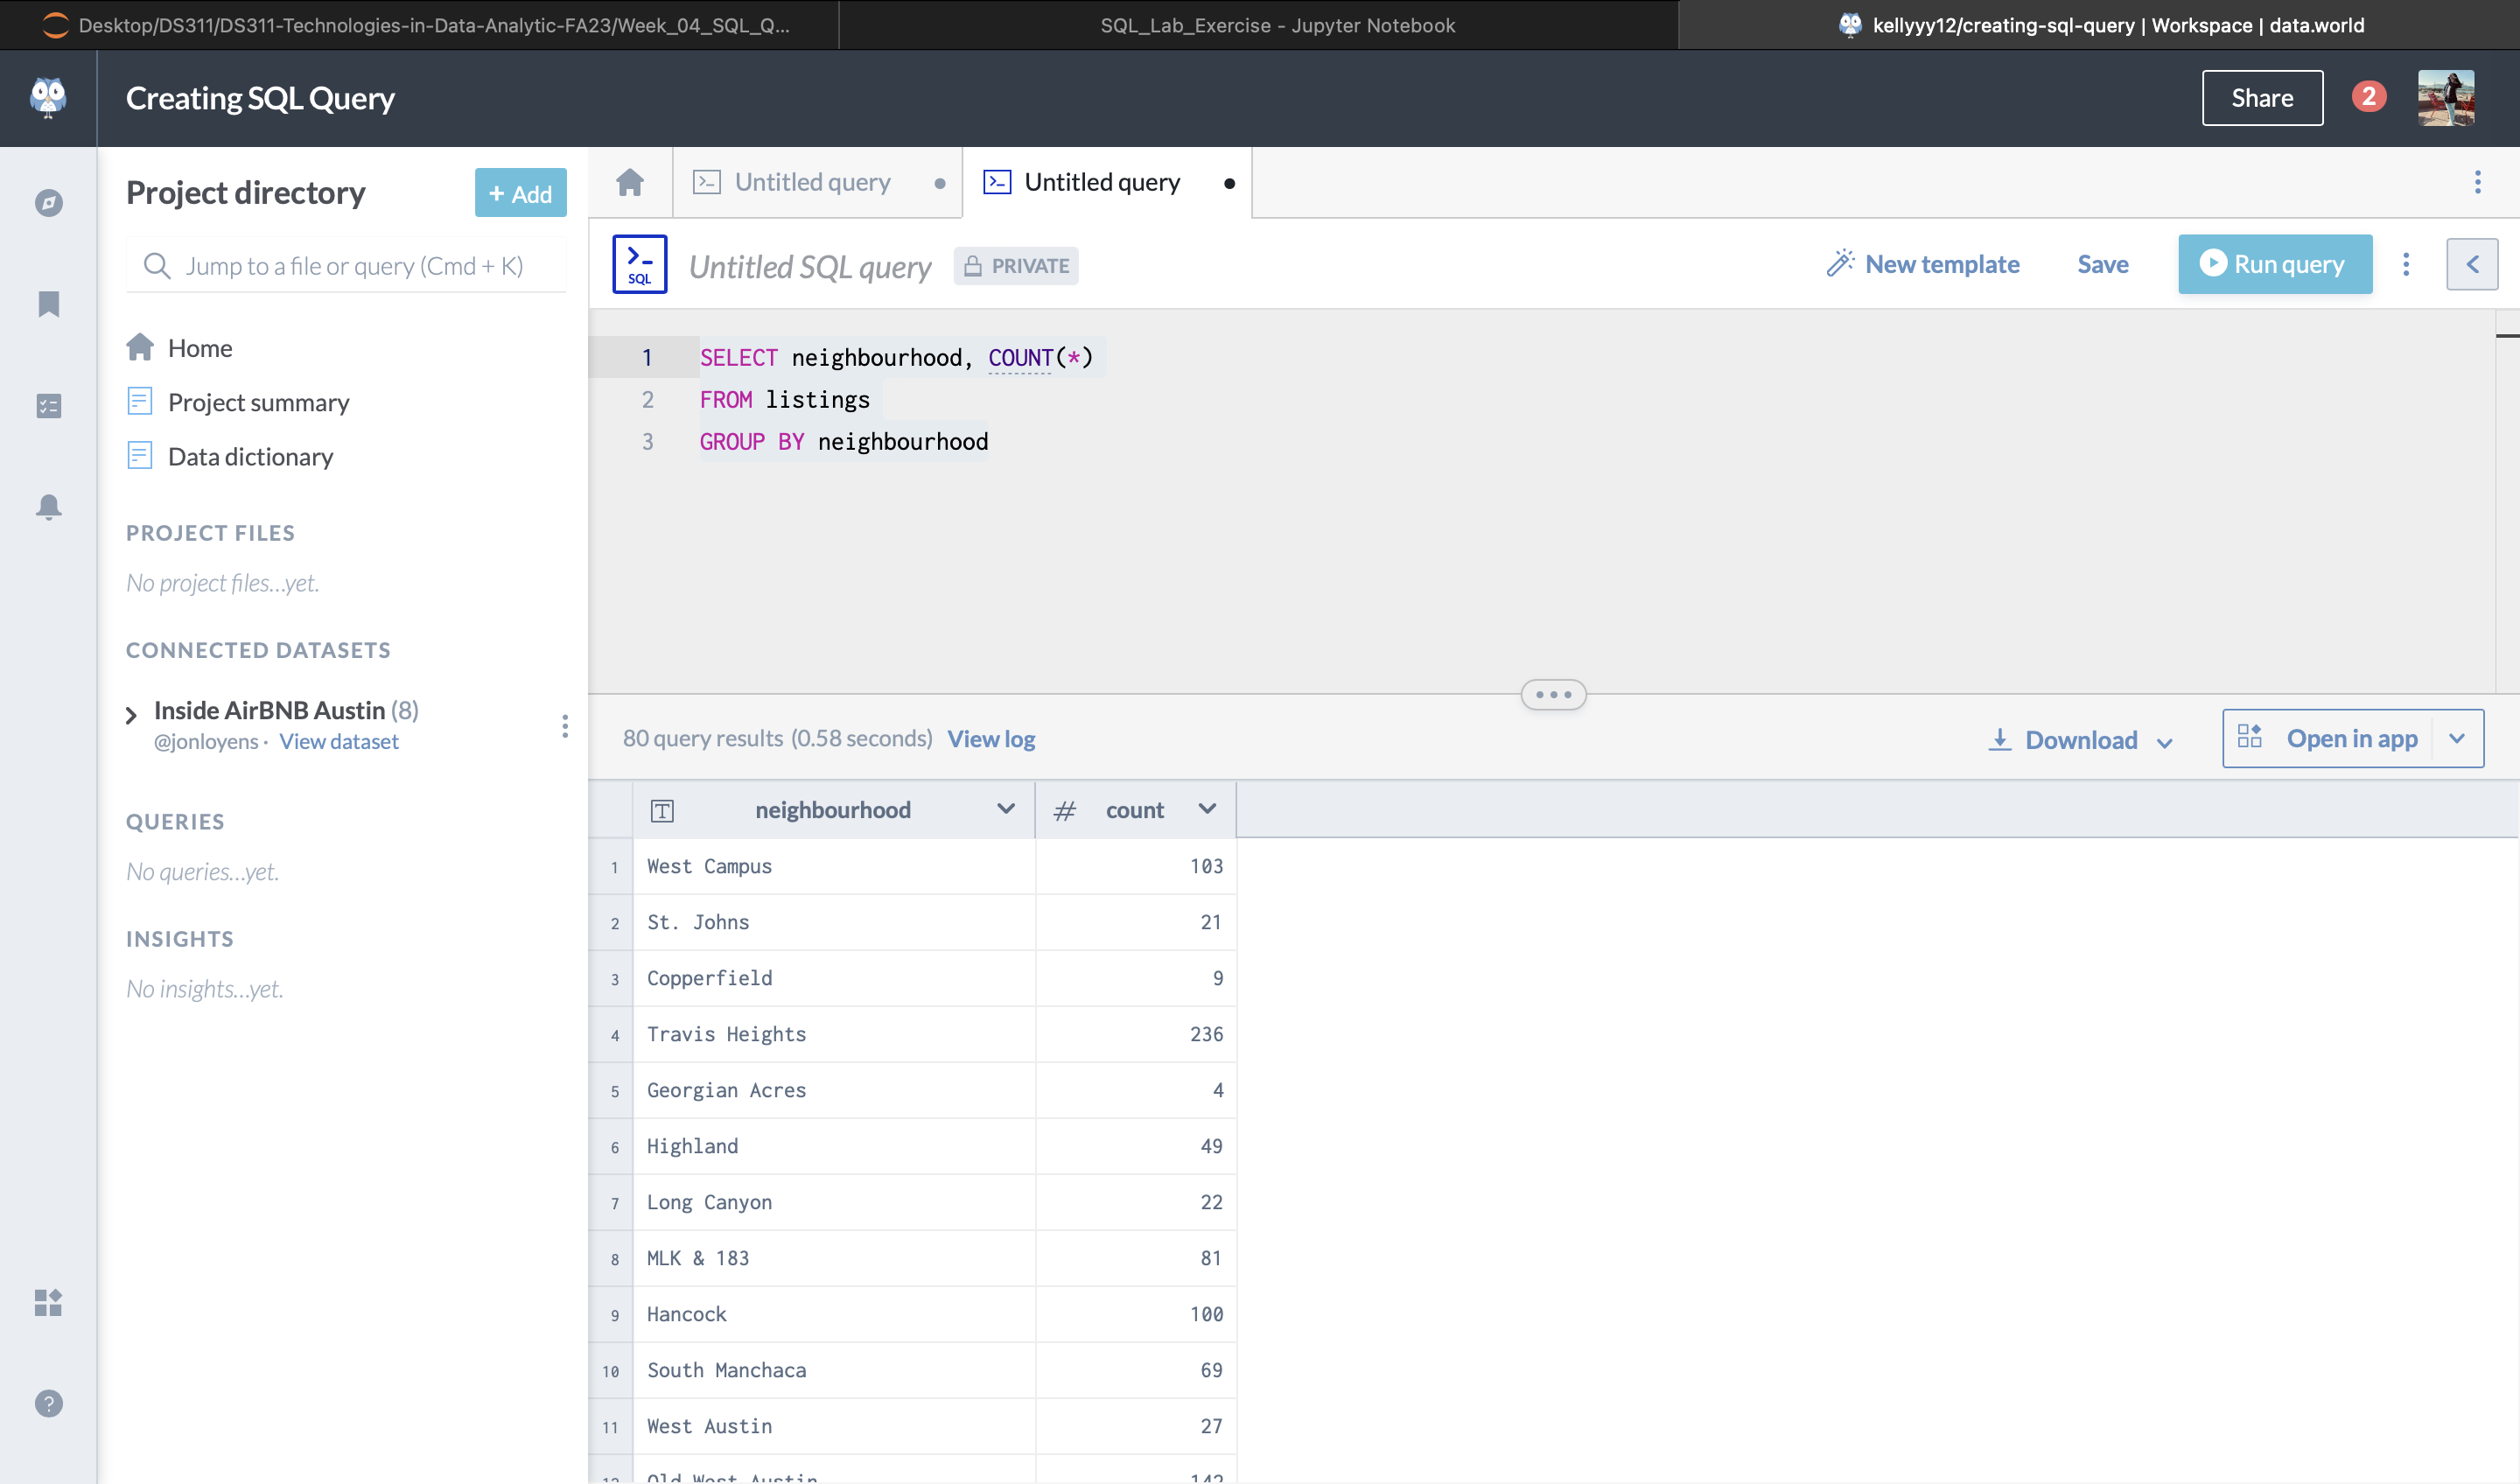 Desktop/DS311/DS311-Technologies-in-Data-Analytic-FA23/Week_04_SQL_Q...
SQL_Lab_Exercise - Jupyter Notebook
kellyyy12/creating-sql-query | Workspace | data.world
Creating SQL Query
Share
2
Project directory
+ Add
Jump to a file or query (Cmd + K)
Home
Project summary
Data dictionary
PROJECT FILES
No project files...yet.
CONNECTED DATASETS
Inside AirBNB Austin (8)
@jonloyens · View dataset
QUERIES
No queries...yet.
INSIGHTS
No insights...yet.
?
Untitled query
Untitled query
SQL
Untitled SQL query
PRIVATE
New template
Save
Run query
1 SELECT neighbourhood, COUNT(*)
2 FROM listings
3 GROUP BY neighbourhood
80 query results (0.58 seconds) View log
Download
Open in app
T neighbourhood # count
1 West Campus 103
2 St. Johns 21
3 Copperfield 9
4 Travis Heights 236
5 Georgian Acres 4
6 Highland 49
7 Long Canyon 22
8 MLK & 183 81
9 Hancock 100
10 South Manchaca 69
11 West Austin 27
12 Old West Austin 142